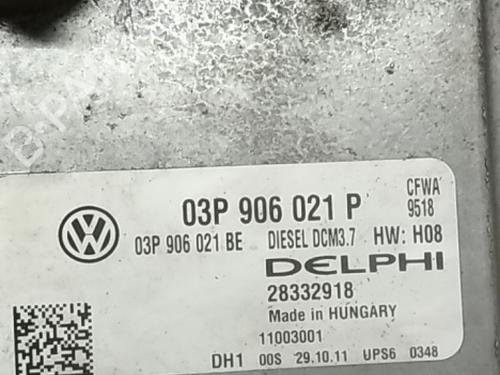 B-PARTS
03P 906 021 P
CFWA
9518
03P 906 021 BE DIESEL DCM3.7 HW: H08
DELPHI
28332918
Made in HUNGARY
11003001
DH1 00S 29.10.11 UPS6 0348